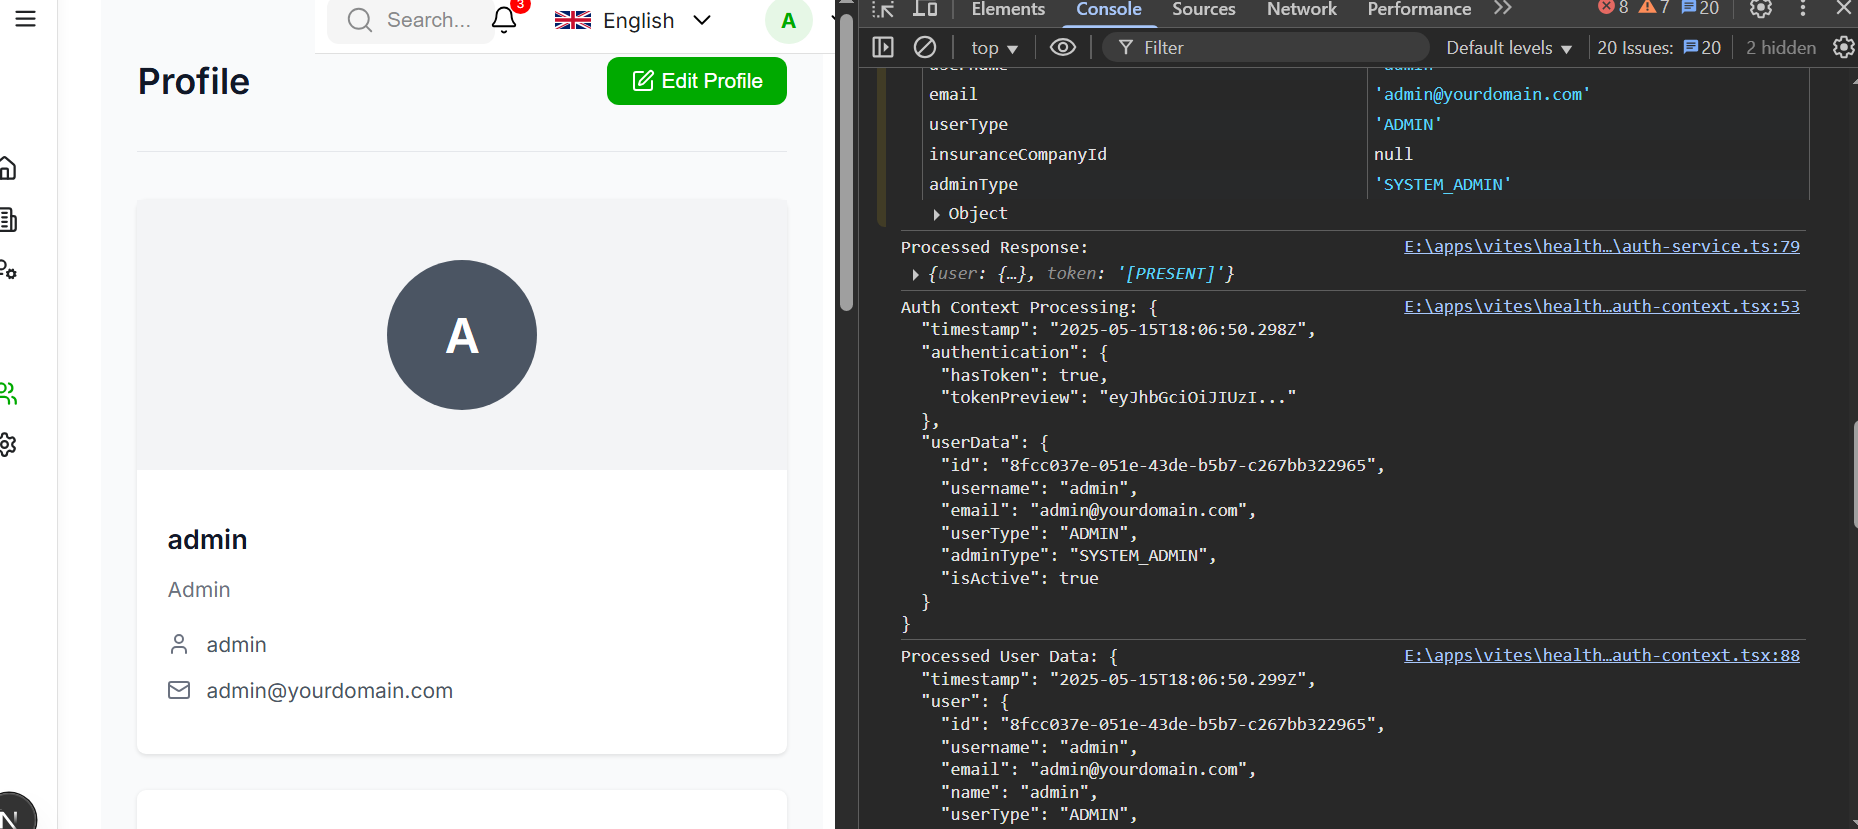 Search...
3
English
A
Profile
Edit Profile
A
admin
Admin
admin
admin@yourdomain.com
N
Elements
Console
Sources
Network
Performance
8
7
20
top
Filter
Default levels
20 Issues:
20
2 hidden
email
'admin@yourdomain.com'
userType
'ADMIN'
insuranceCompanyId
null
adminType
'SYSTEM_ADMIN'
Object
Processed Response:
E:\apps\vites\health…\auth-service.ts:79
{user: {…}, token: '[PRESENT]'}
Auth Context Processing: {
E:\apps\vites\health…auth-context.tsx:53
"timestamp": "2025-05-15T18:06:50.298Z",
"authentication": {
"hasToken": true,
"tokenPreview": "eyJhbGciOiJIUzI..."
},
"userData": {
"id": "8fcc037e-051e-43de-b5b7-c267bb322965",
"username": "admin",
"email": "admin@yourdomain.com",
"userType": "ADMIN",
"adminType": "SYSTEM_ADMIN",
"isActive": true
}
}
Processed User Data: {
E:\apps\vites\health…auth-context.tsx:88
"timestamp": "2025-05-15T18:06:50.299Z",
"user": {
"id": "8fcc037e-051e-43de-b5b7-c267bb322965",
"username": "admin",
"email": "admin@yourdomain.com",
"name": "admin",
"userType": "ADMIN",